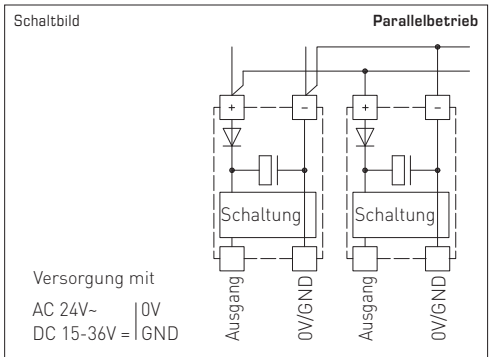 Schaltbild
Parallelbetrieb
+ - + -
Schaltung Schaltung
Ausgang 0V/GND Ausgang 0V/GND
Versorgung mit
AC 24V~ | 0V
DC 15-36V = | GND